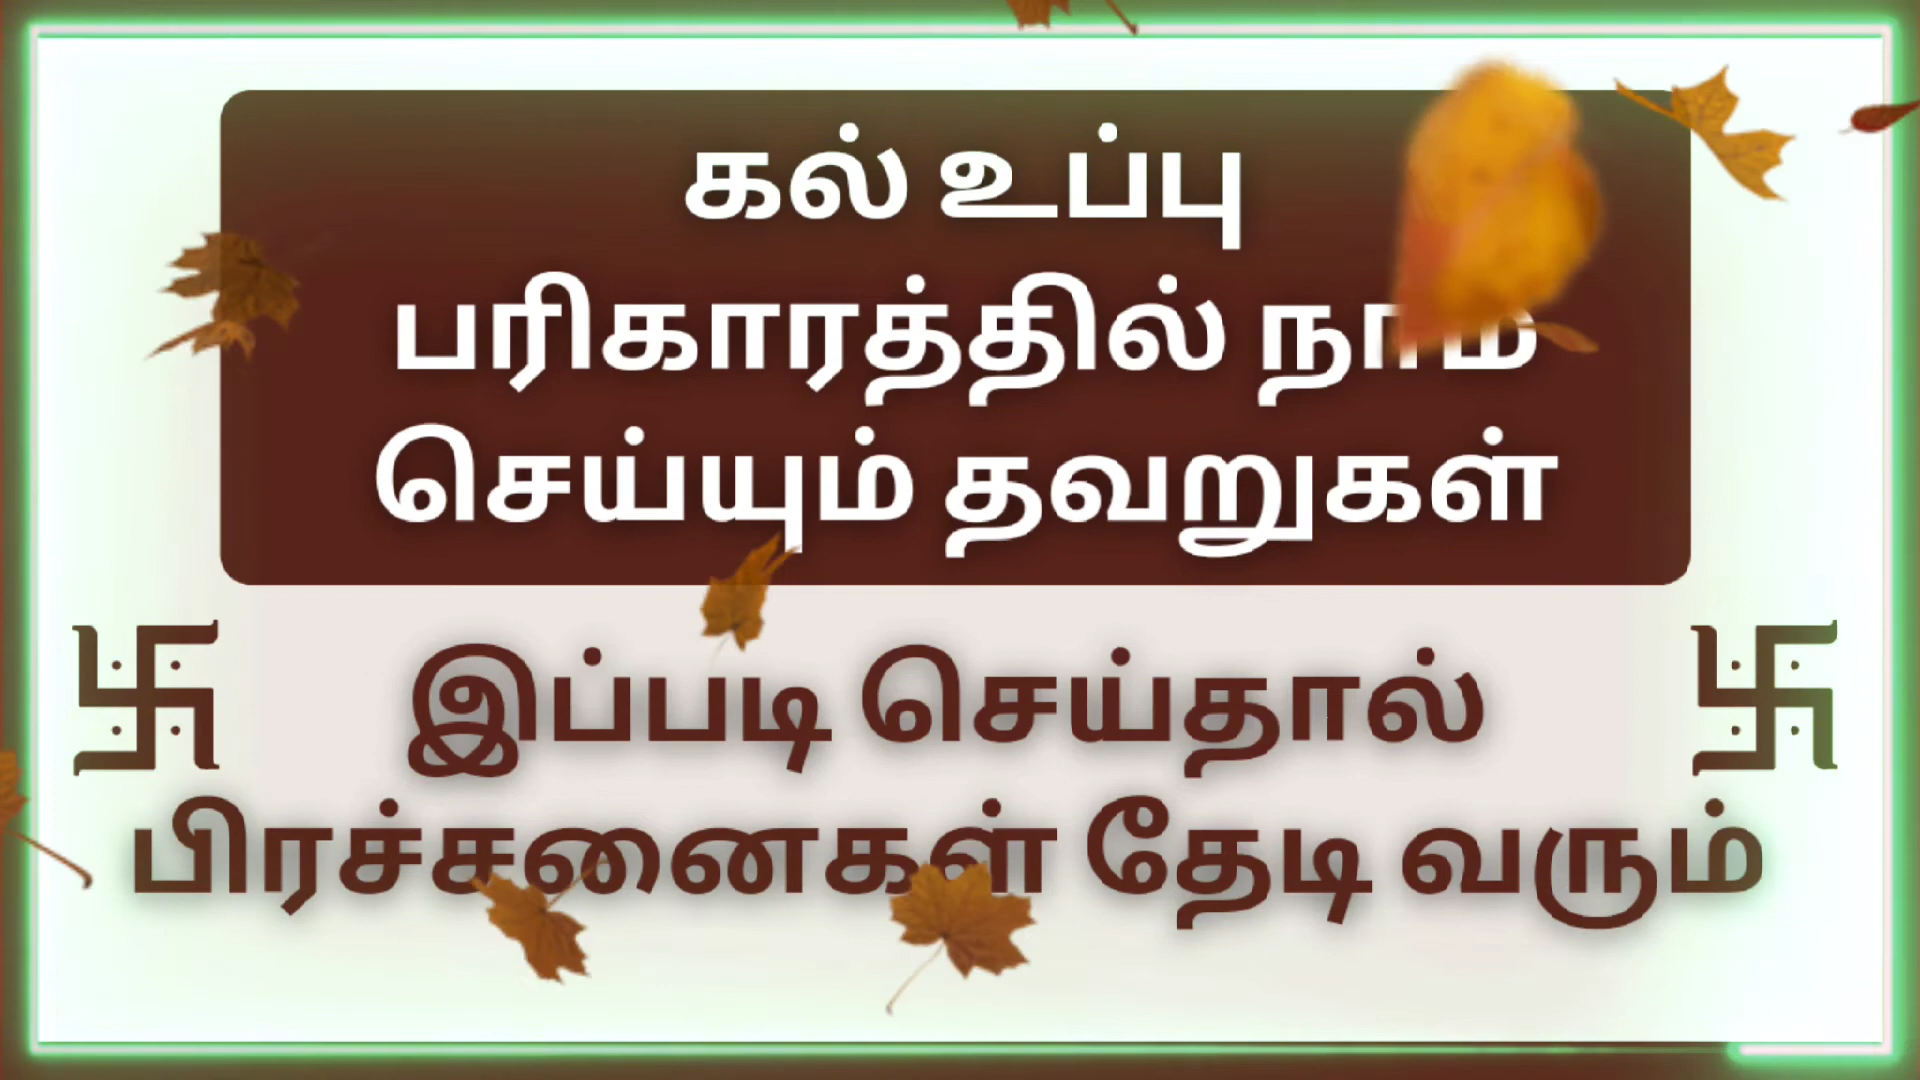 கல் உப்பு
பரிகாரத்தில் நாம்
செய்யும் தவறுகள்
இப்படி செய்தால்
பிரச்சனைகள் தேடி வரும்